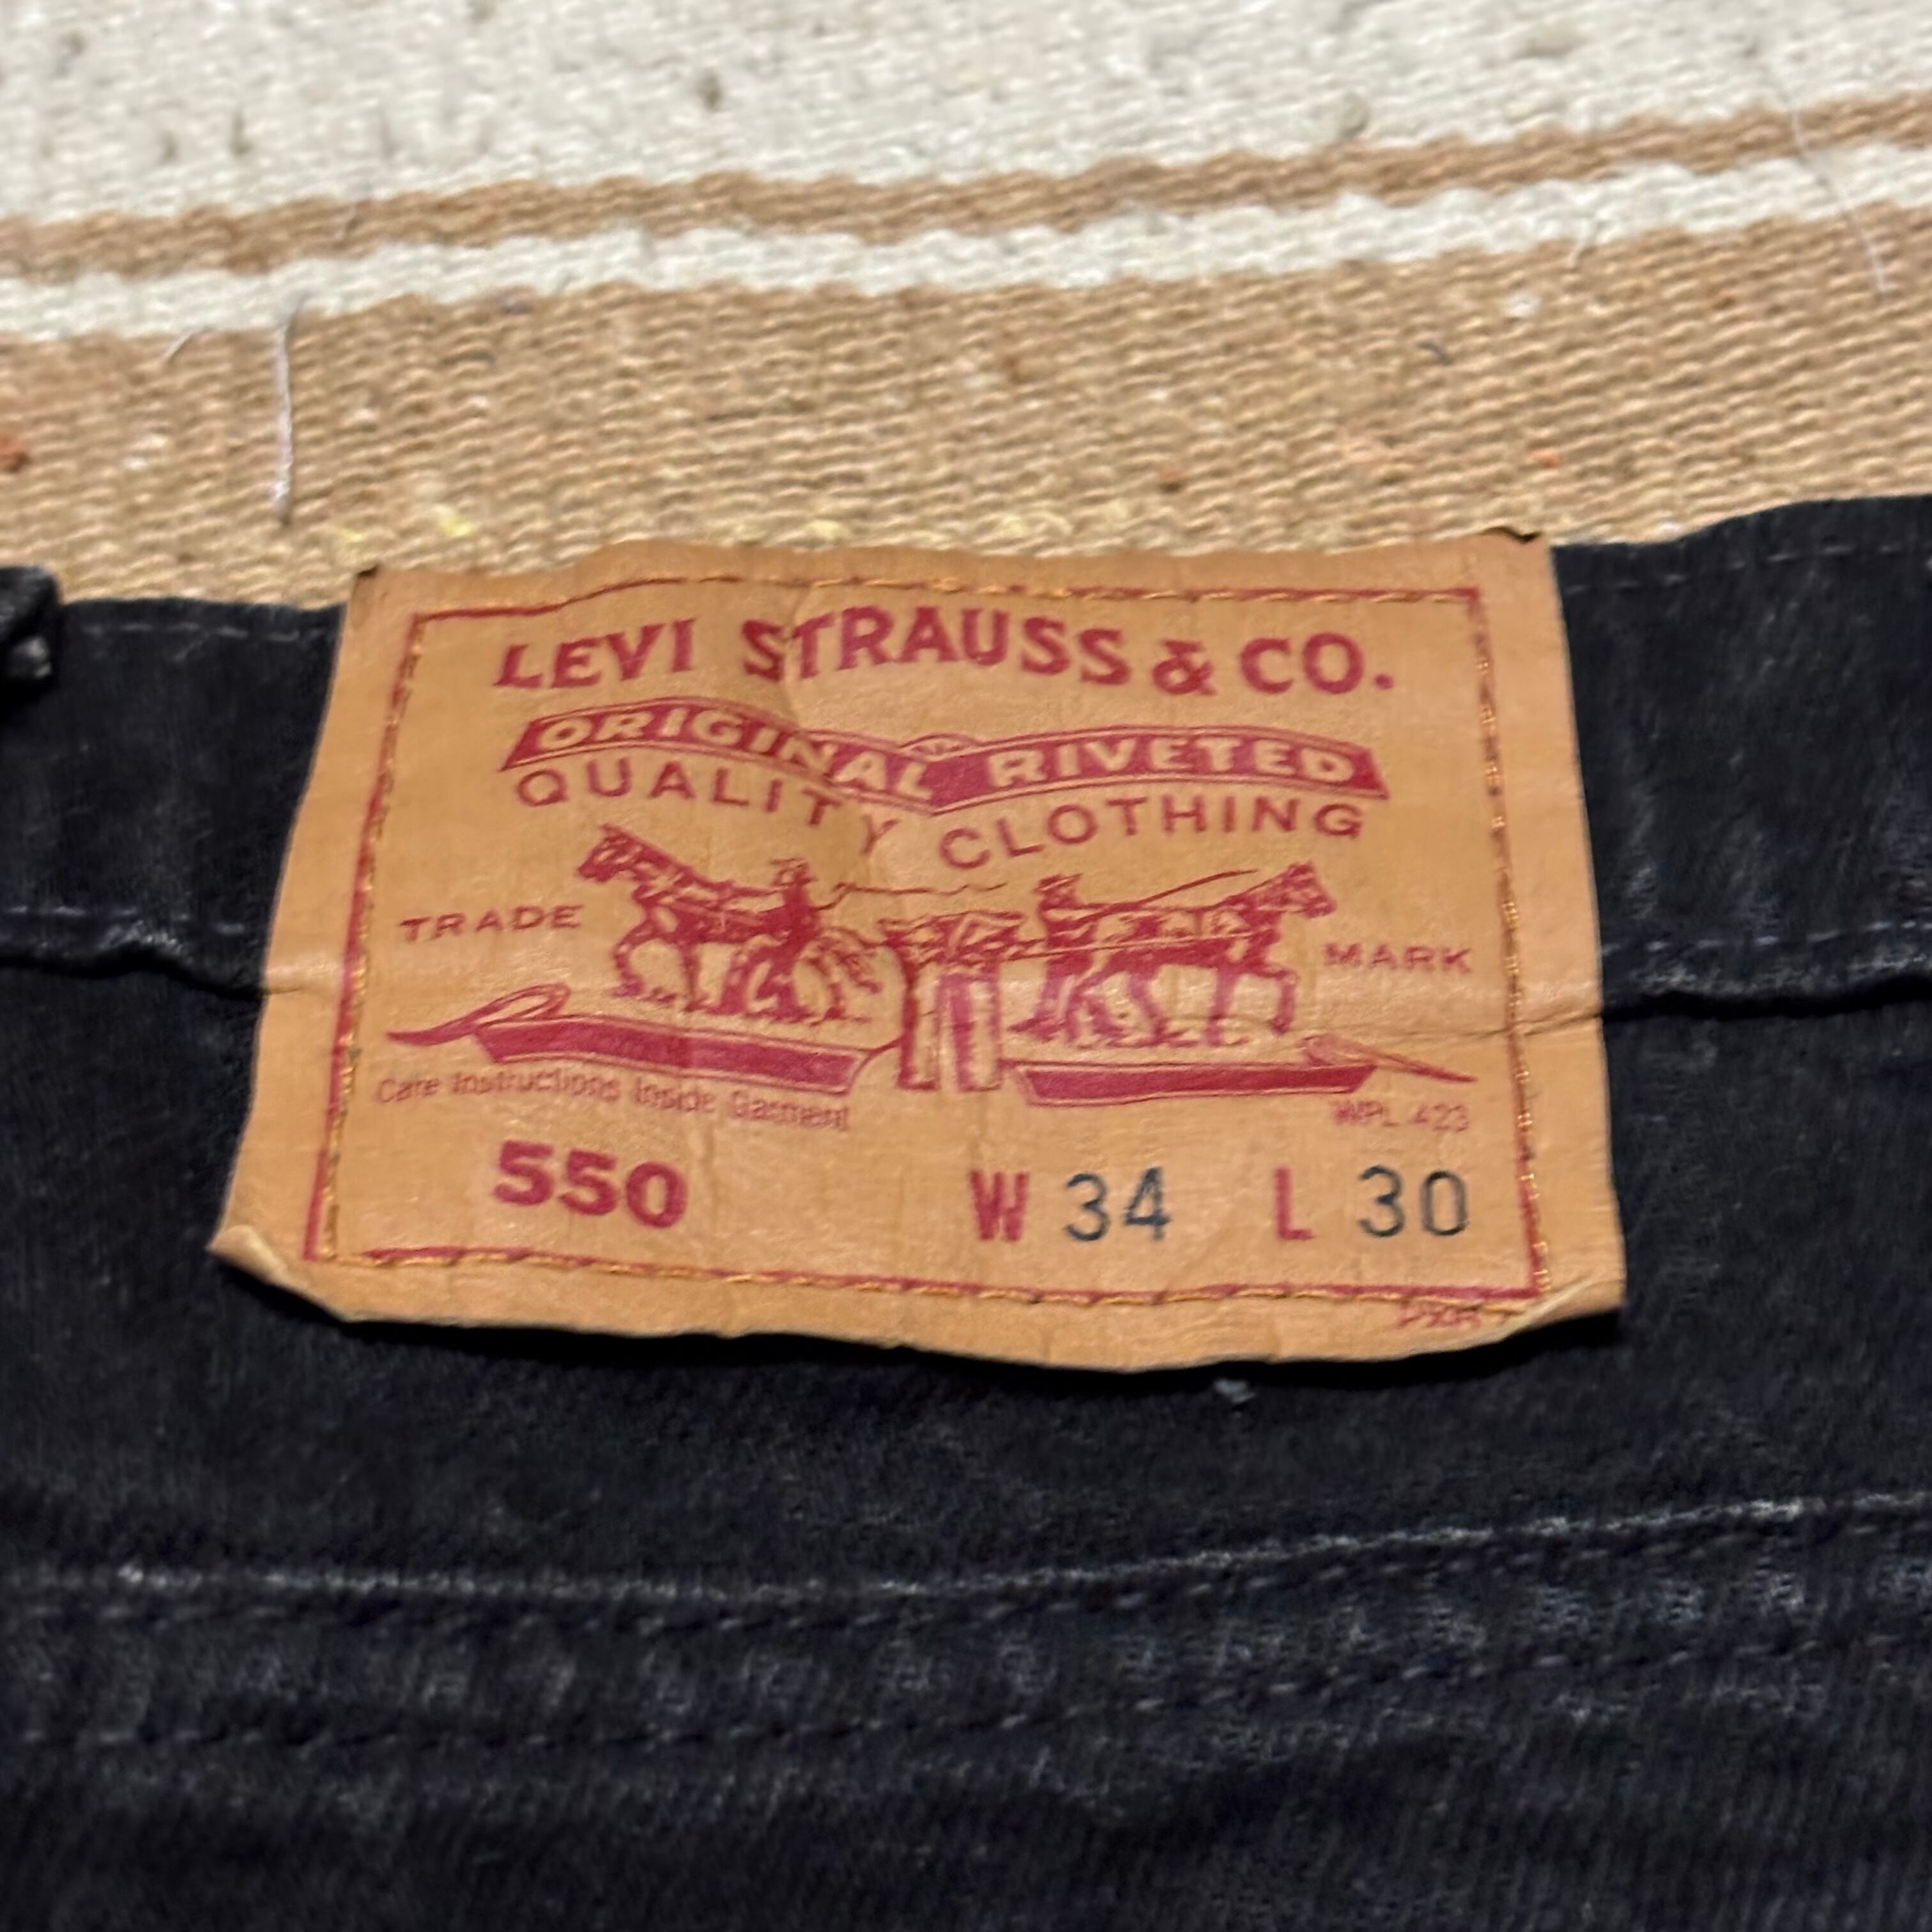 LEVI STRAUSS & CO.
ORIGINAL RIVETED
QUALITY CLOTHING
TRADE MARK
Care Instructions Inside Garment
WPL 423
550 W 34 L 30